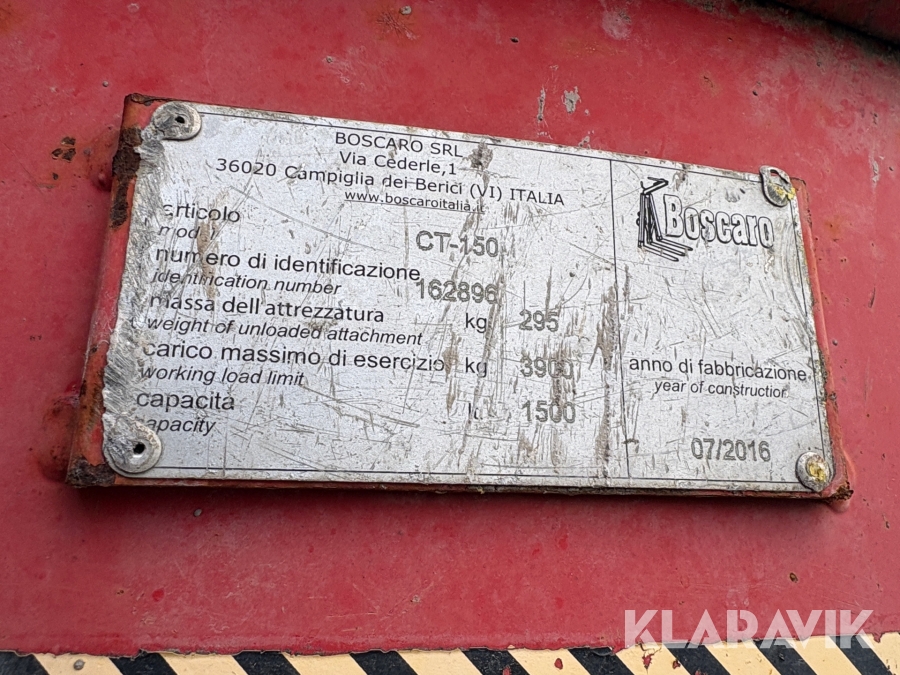 BOSCARO SRL
Via Cederle,1
36020 Campiglia dei Berici (VI) ITALIA
www.boscaroitalia.it
Boscaro
articolo CT-150
numero di identificazione
identification number 162896
massa dell'attrezzatura kg 295
weight of unloaded attachment
carico massimo di esercizio kg 3900
working load limit
capacità 1500
capacity
anno di fabbricazione
year of construction
07/2016
KLARAVIK